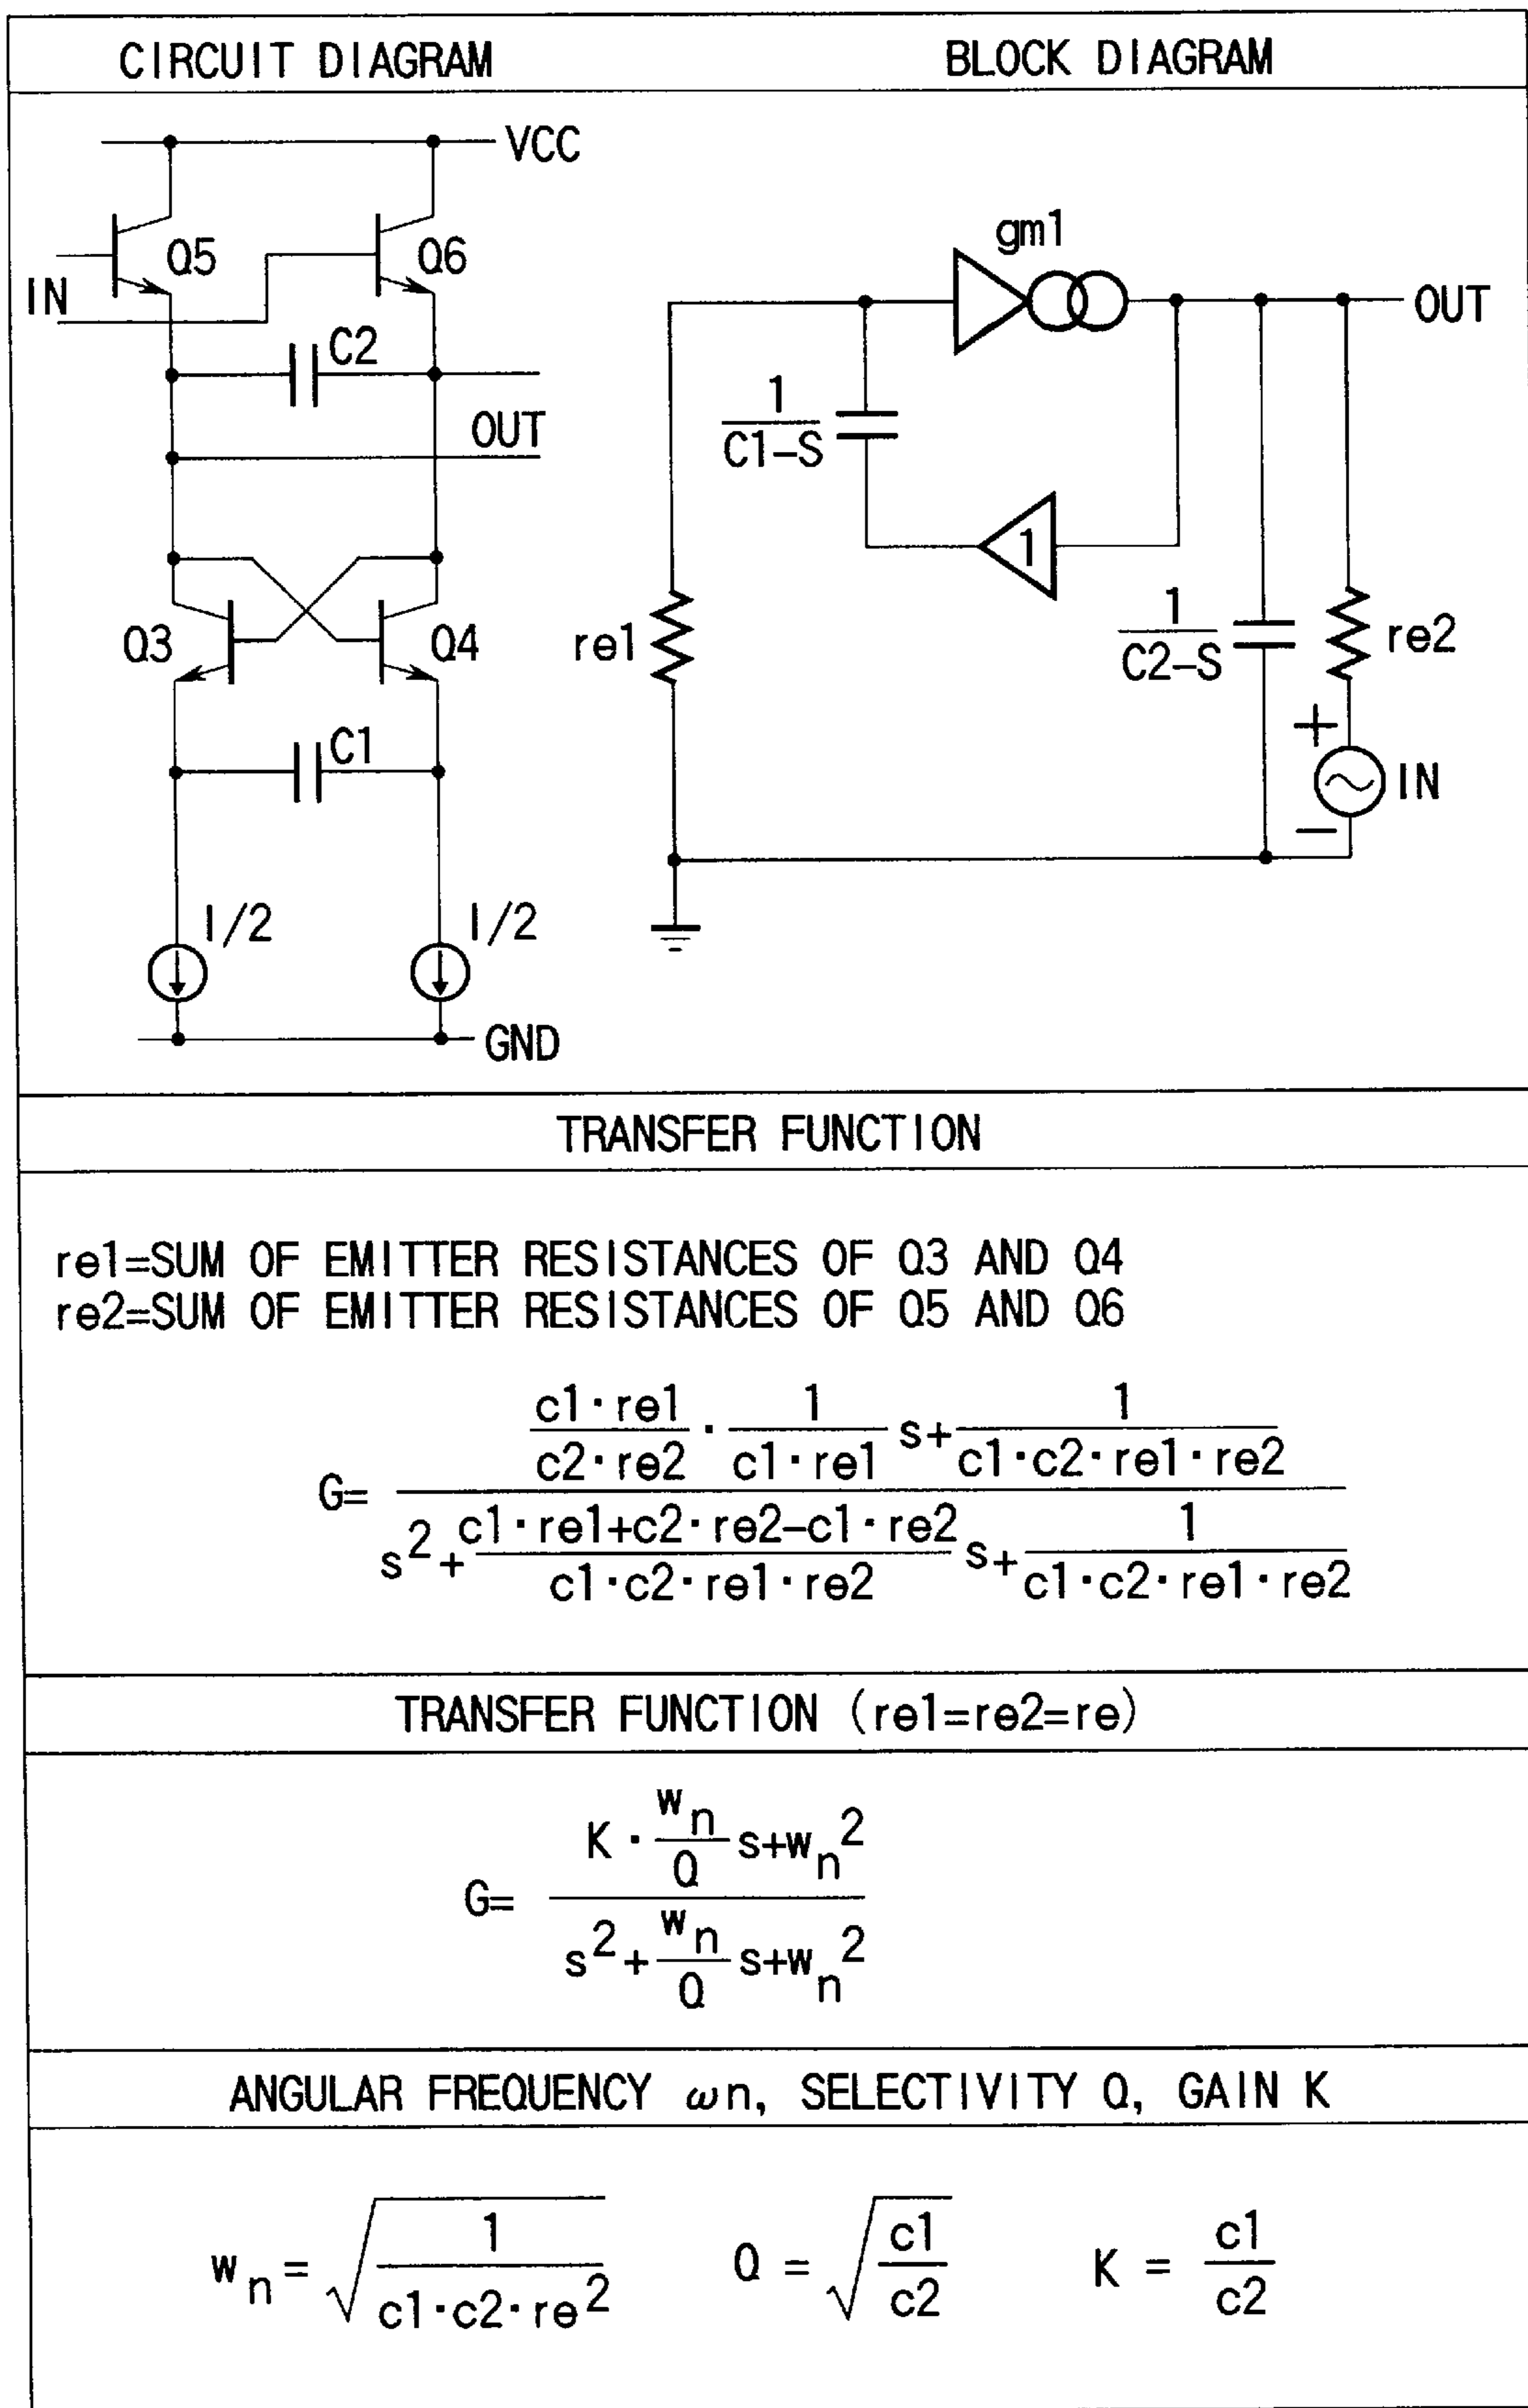 CIRCUIT DIAGRAM
BLOCK DIAGRAM
VCC
Q5
Q6
IN
C2
OUT
Q3
Q4
C1
I/2
I/2
GND
gm1
OUT
1
C1-S
1
re1
1
C2-S
re2
+
IN
−
TRANSFER FUNCTION
re1=SUM OF EMITTER RESISTANCES OF Q3 AND Q4
re2=SUM OF EMITTER RESISTANCES OF Q5 AND Q6
c1·re1 1 1
c2·re2 · c1·re1 s+ c1·c2·re1·re2
G=
c1·re1+c2·re2-c1·re2 1
s²+ c1·c2·re1·re2 s+ c1·c2·re1·re2
TRANSFER FUNCTION (re1=re2=re)
K·wn/Q s+wn²
G=
s²+wn/Q s+wn²
ANGULAR FREQUENCY ωn, SELECTIVITY Q, GAIN K
wn=√1/c1·c2·re² Q=√c1/c2 K=c1/c2